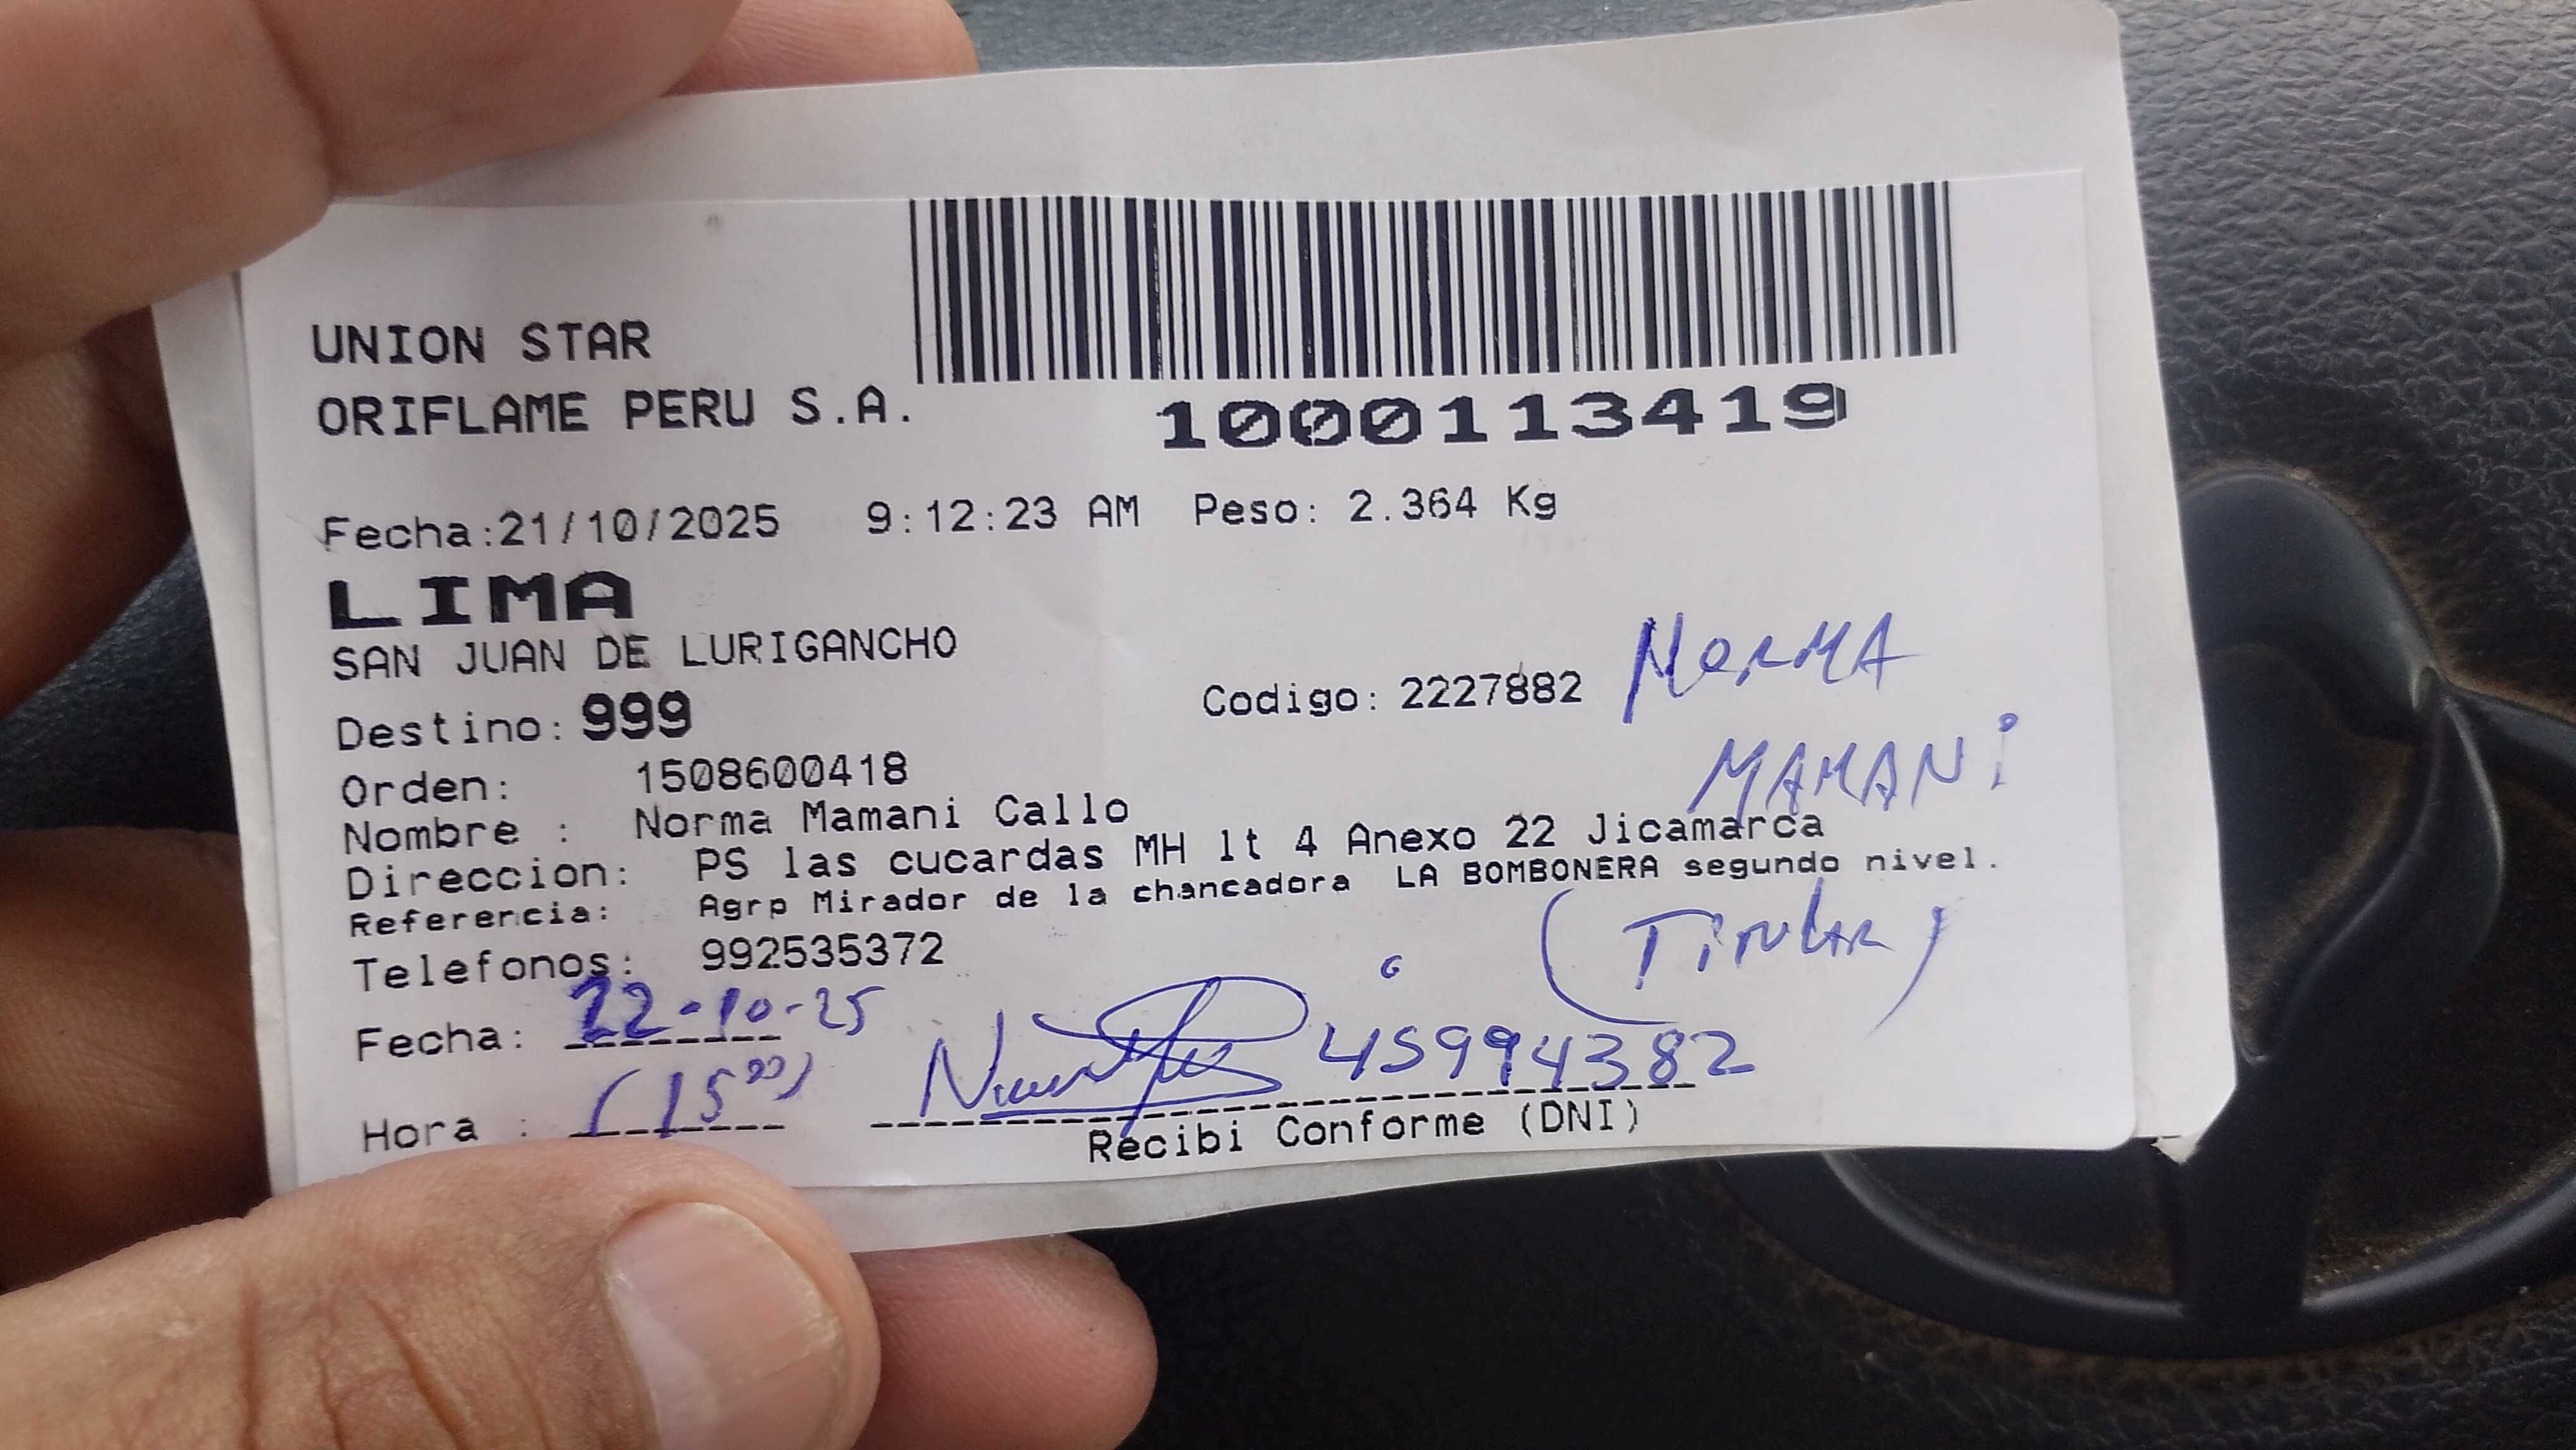 UNION STAR
ORIFLAME PERU S.A.
1000113419
Fecha:21/10/2025 9:12:23 AM Peso: 2.364 Kg
LIMA
SAN JUAN DE LURIGANCHO
Destino: 999
Codigo: 2227882
NORMA
MAMANi
Orden: 1508600418
Nombre : Norma Mamani Callo
Direccion: PS las cucardas MH lt 4 Anexo 22 Jicamarca
Referencia: Agrp Mirador de la chancadora LA BOMBONERA segundo nivel.
(TiTULAR)
Telefonos: 992535372
Fecha: 22-10-25
Hora : (15 00)
45994382
Recibi Conforme (DNI)